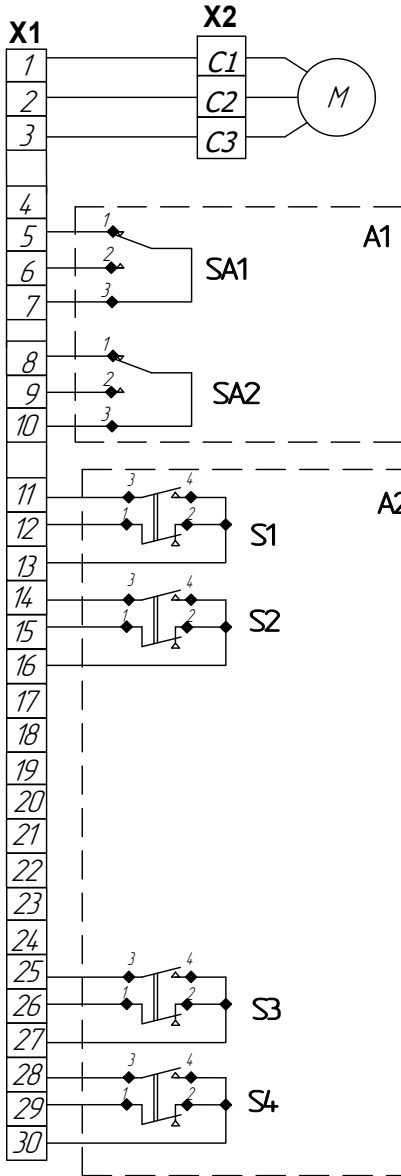 X1 X2
1 C1
2 C2 M
3 C3
4
5 1 A1
6 2 SA1
7 3
8 1
9 2 SA2
10 3
11 3 4 A2
12 1 2 S1
13
14 3 4
15 1 2 S2
16
17
18
19
20
21
22
23
24
25 3 4
26 1 2 S3
27
28 3 4
29 1 2 S4
30